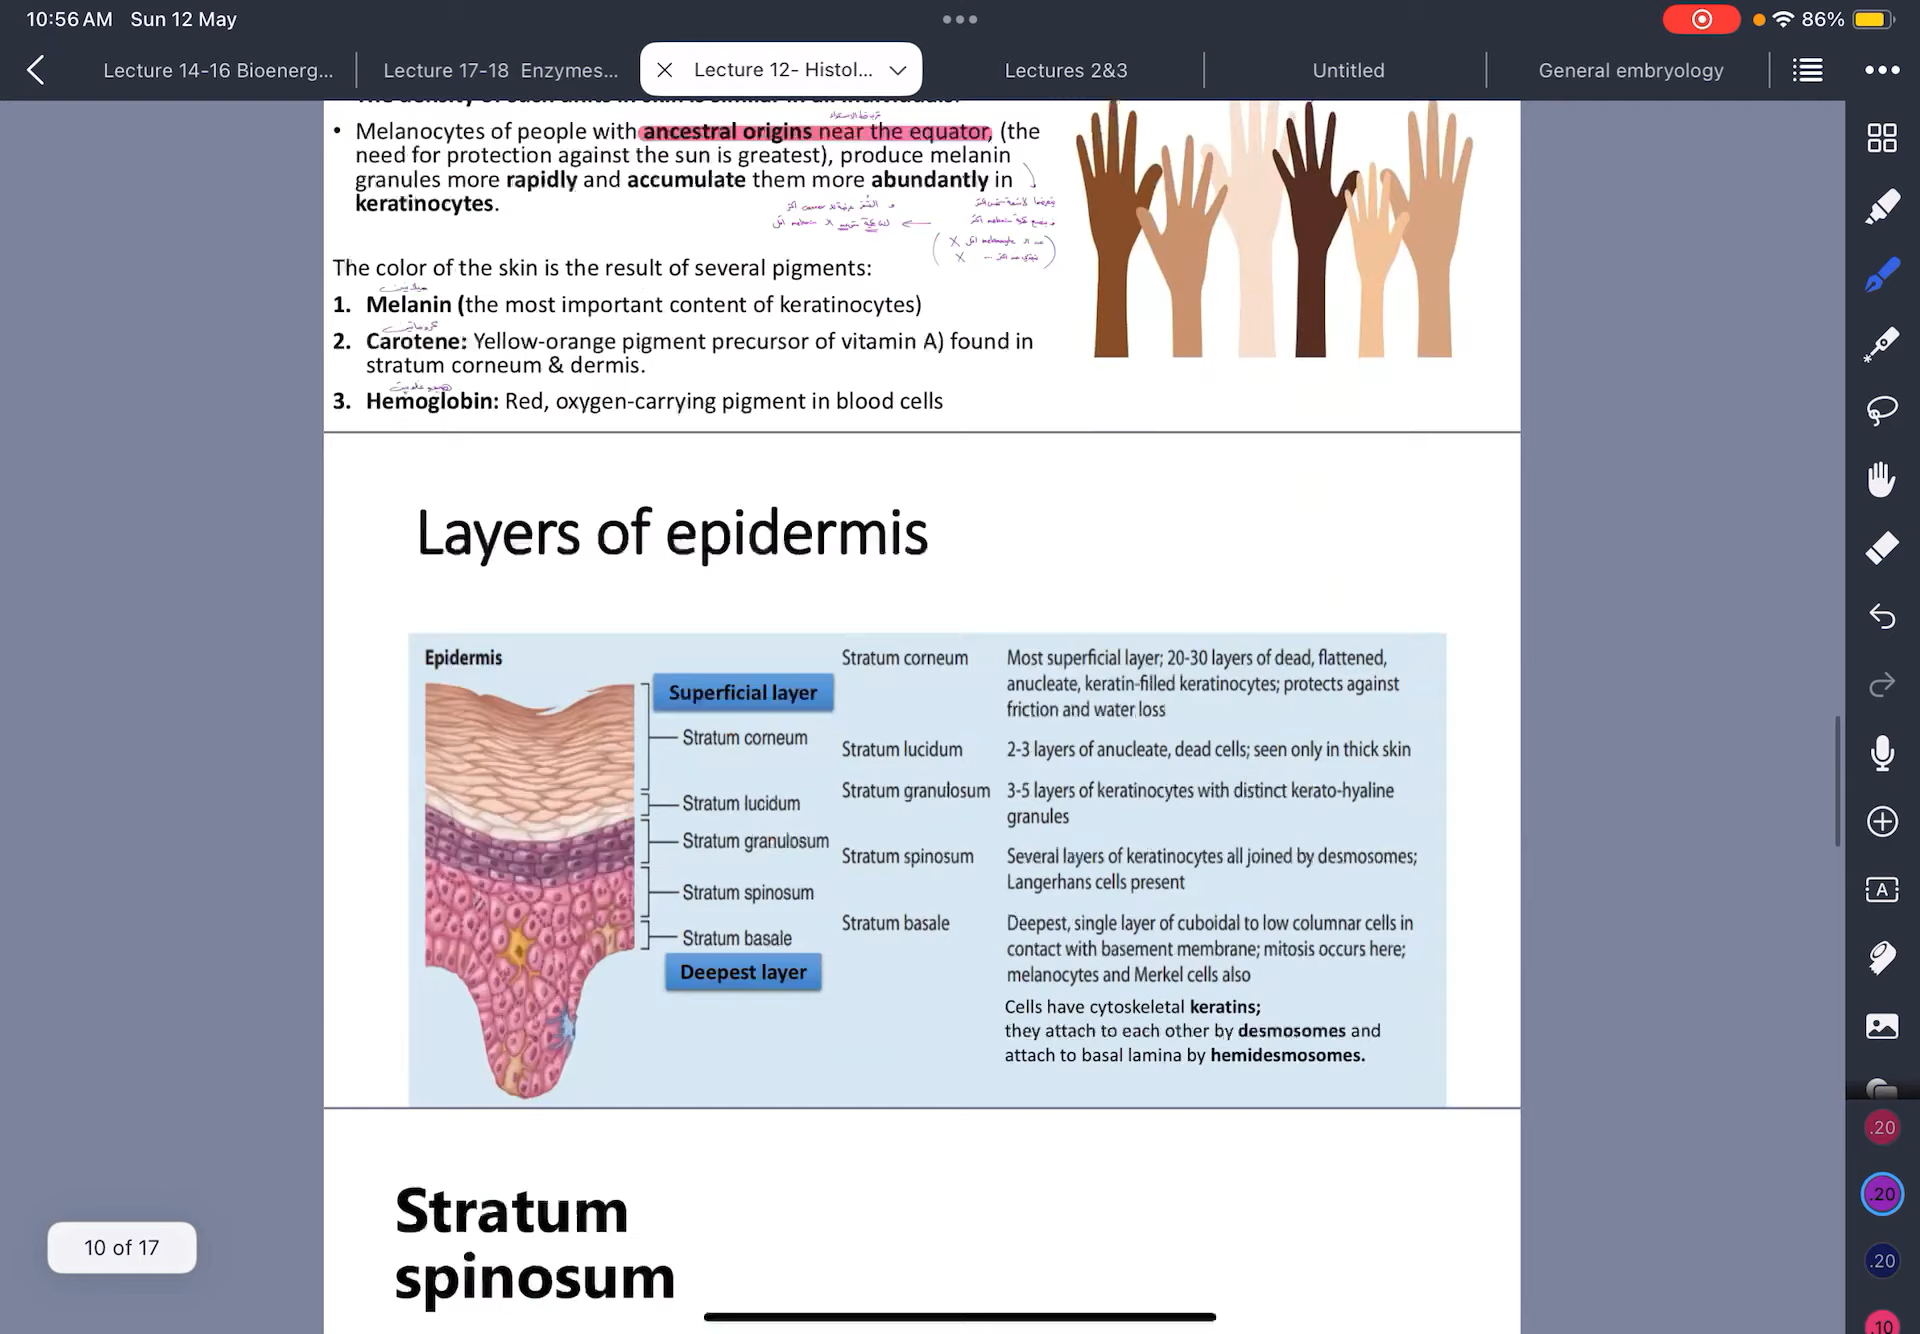 10:56 AM Sun 12 May
86%
Lecture 14-16 Bioenerg...
Lecture 17-18 Enzymes...
Lecture 12- Histol...
Lectures 2&3
Untitled
General embryology
• Melanocytes of people with ancestral origins near the equator, (the
need for protection against the sun is greatest), produce melanin
granules more rapidly and accumulate them more abundantly in
keratinocytes.
The color of the skin is the result of several pigments:
ميلانين
1. Melanin (the most important content of keratinocytes)
2. Carotene: Yellow-orange pigment precursor of vitamin A) found in
stratum corneum & dermis.
3. Hemoglobin: Red, oxygen-carrying pigment in blood cells
Layers of epidermis
Epidermis
Superficial layer
Stratum corneum
Stratum lucidum
Stratum granulosum
Stratum spinosum
Stratum basale
Deepest layer
Stratum corneum Most superficial layer; 20-30 layers of dead, flattened,
anucleate, keratin-filled keratinocytes; protects against
friction and water loss
Stratum lucidum 2-3 layers of anucleate, dead cells; seen only in thick skin
Stratum granulosum 3-5 layers of keratinocytes with distinct kerato-hyaline
granules
Stratum spinosum Several layers of keratinocytes all joined by desmosomes;
Langerhans cells present
Stratum basale Deepest, single layer of cuboidal to low columnar cells in
contact with basement membrane; mitosis occurs here;
melanocytes and Merkel cells also
Cells have cytoskeletal keratins;
they attach to each other by desmosomes and
attach to basal lamina by hemidesmosomes.
Stratum
spinosum
10 of 17
A
.20
.20
.20
.10